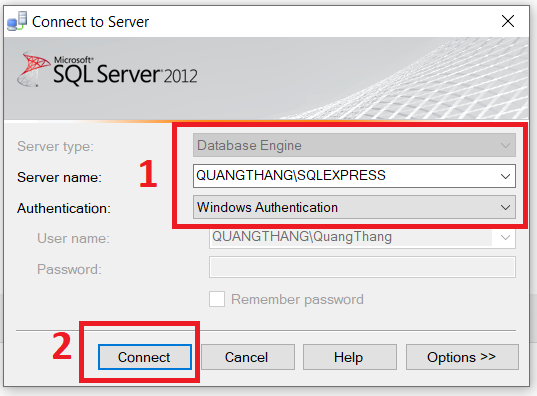 Connect to Server
Microsoft®
SQL Server® 2012
Server type:
Database Engine
1
Server name:
QUANGTHANG\SQLEXPRESS
Authentication:
Windows Authentication
User name:
QUANGTHANG\QuangThang
Password:
Remember password
2
Connect
Cancel
Help
Options >>